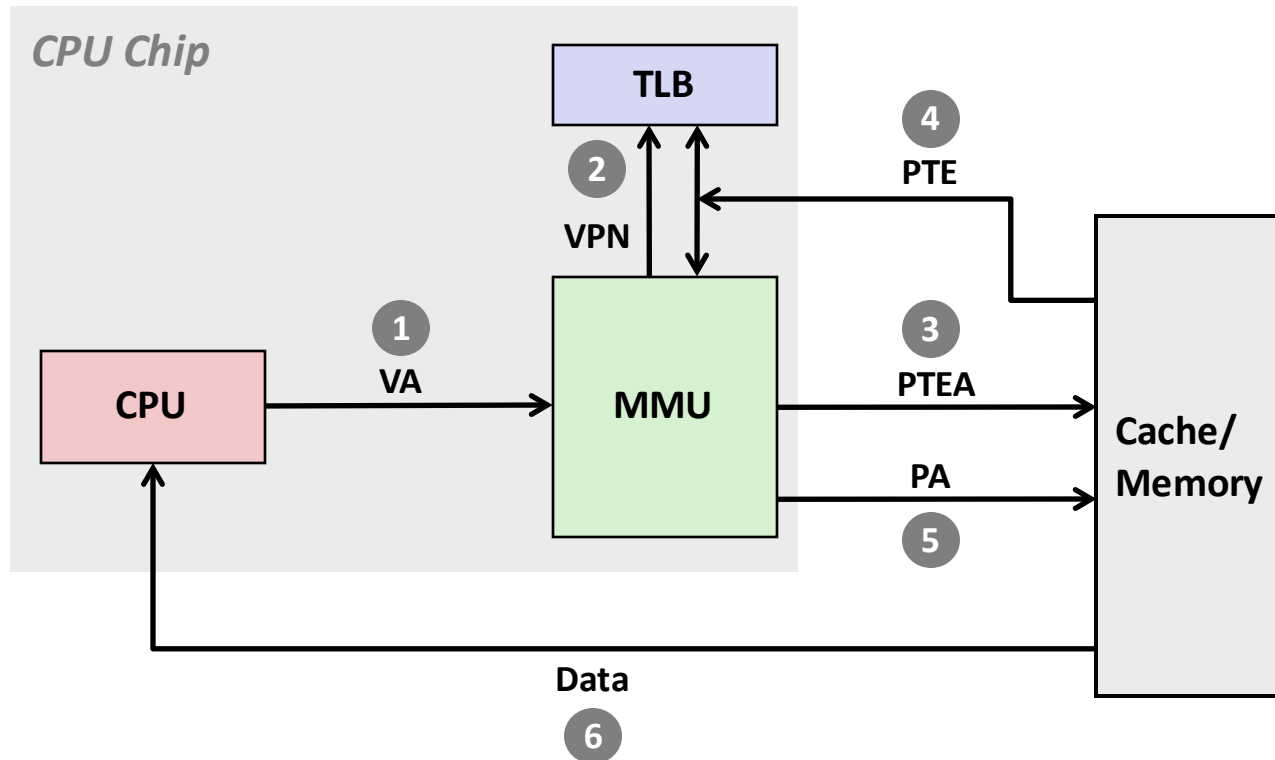 CPU Chip
TLB
4
PTE
2
VPN
1
VA
3
PTEA
CPU
MMU
Cache/
Memory
PA
5
Data
6